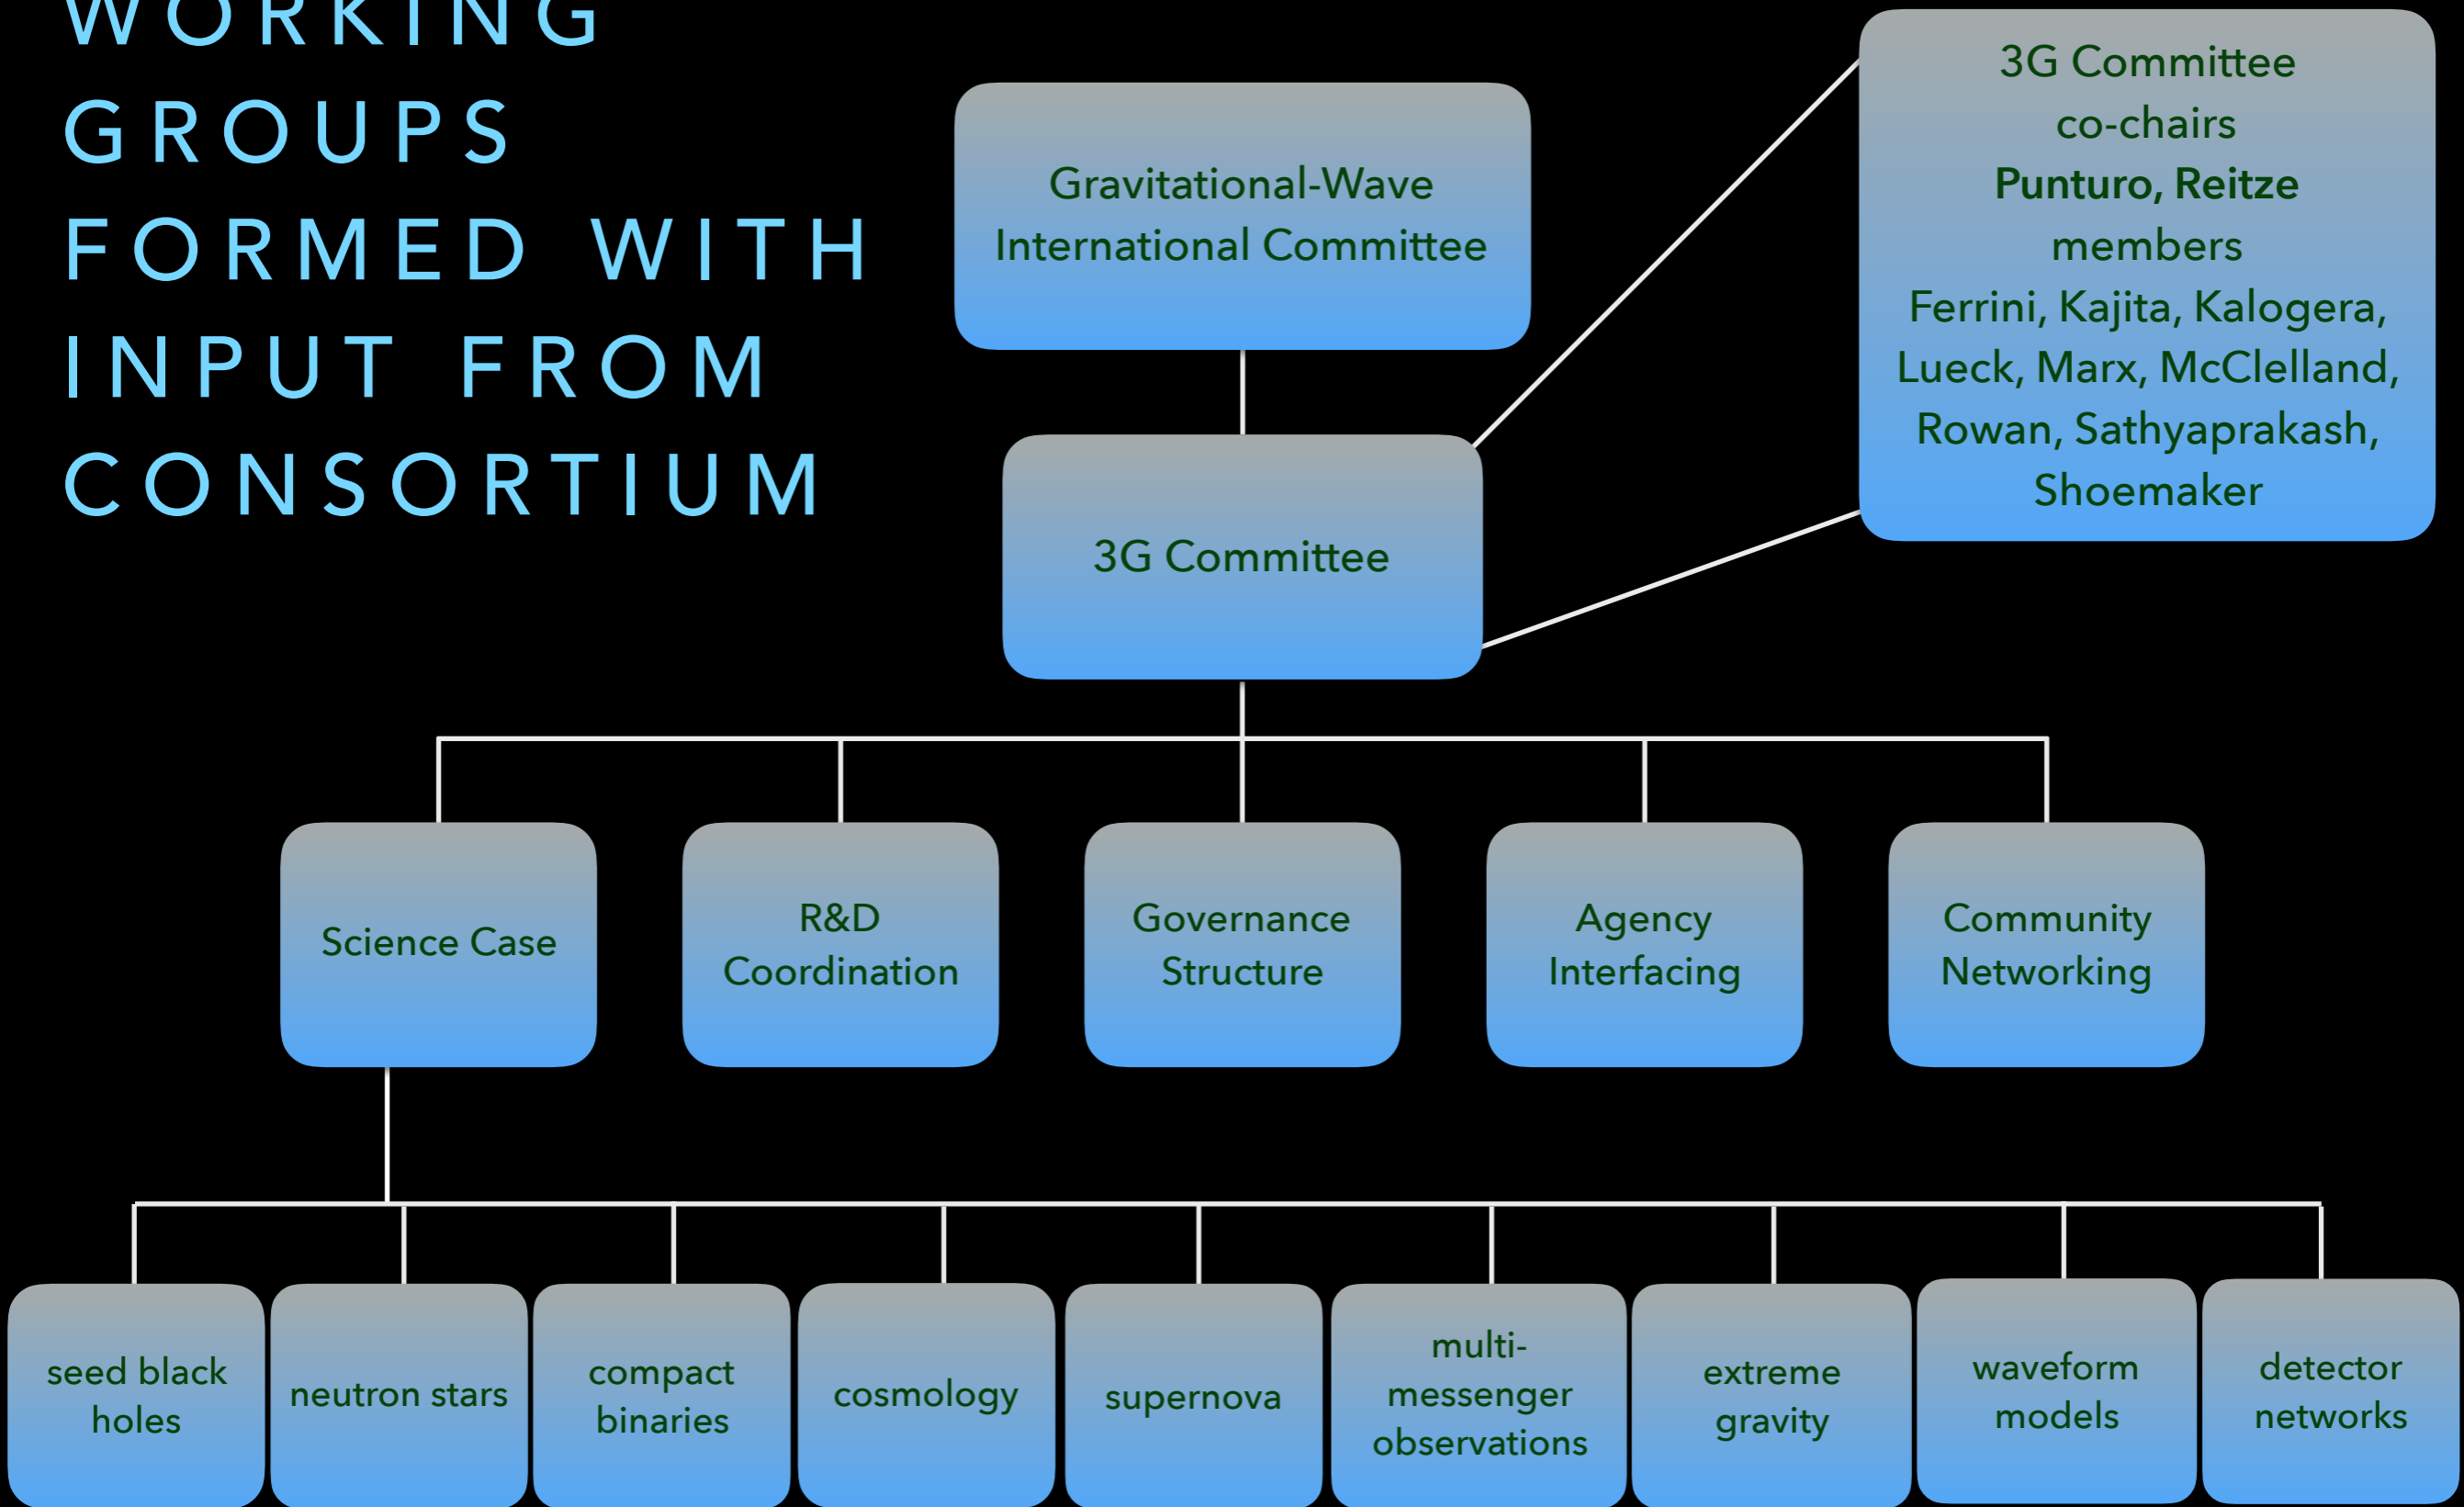 WORKING
GROUPS
FORMED WITH
INPUT FROM
CONSORTIUM
Gravitational-Wave
International Committee
3G Committee
co-chairs
Punturo, Reitze
members
Ferrini, Kajita, Kalogera,
Lueck, Marx, McClelland,
Rowan, Sathyaprakash,
Shoemaker
3G Committee
Science Case
R&D
Coordination
Governance
Structure
Agency
Interfacing
Community
Networking
seed black
holes
neutron stars
compact
binaries
cosmology
supernova
multi-
messenger
observations
extreme
gravity
waveform
models
detector
networks